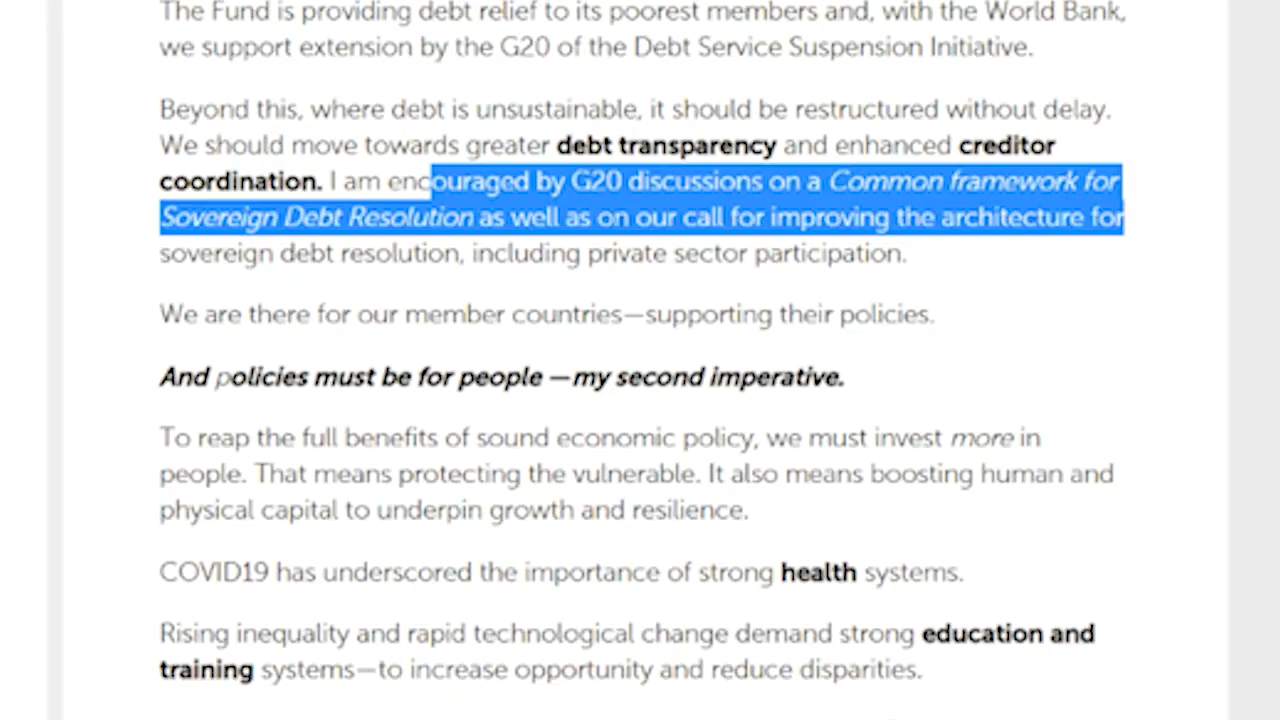 The Fund is providing debt relief to its poorest members and, with the World Bank,
we support extension by the G20 of the Debt Service Suspension Initiative.
Beyond this, where debt is unsustainable, it should be restructured without delay.
We should move towards greater debt transparency and enhanced creditor
coordination. I am encouraged by G20 discussions on a Common framework for
Sovereign Debt Resolution as well as on our call for improving the architecture for
sovereign debt resolution, including private sector participation.
We are there for our member countries—supporting their policies.
And policies must be for people —my second imperative.
To reap the full benefits of sound economic policy, we must invest more in
people. That means protecting the vulnerable. It also means boosting human and
physical capital to underpin growth and resilience.
COVID19 has underscored the importance of strong health systems.
Rising inequality and rapid technological change demand strong education and
training systems—to increase opportunity and reduce disparities.